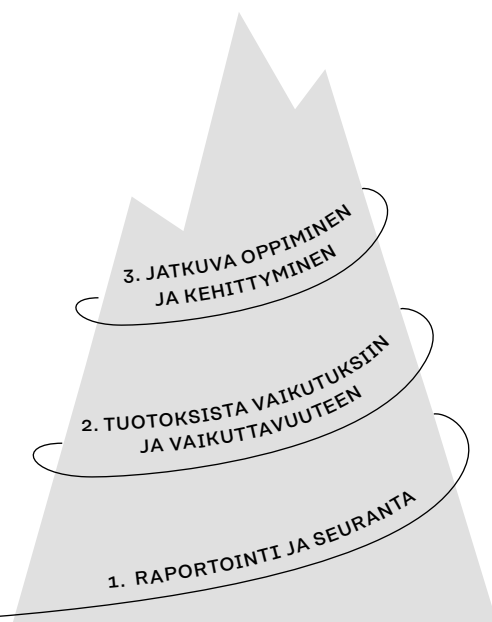 3. JATKUVA OPPIMINEN
JA KEHITTYMINEN
2. TUOTOKSISTA VAIKUTUKSIIN
JA VAIKUTTAVUUTEEN
1. RAPORTOINTI JA SEURANTA